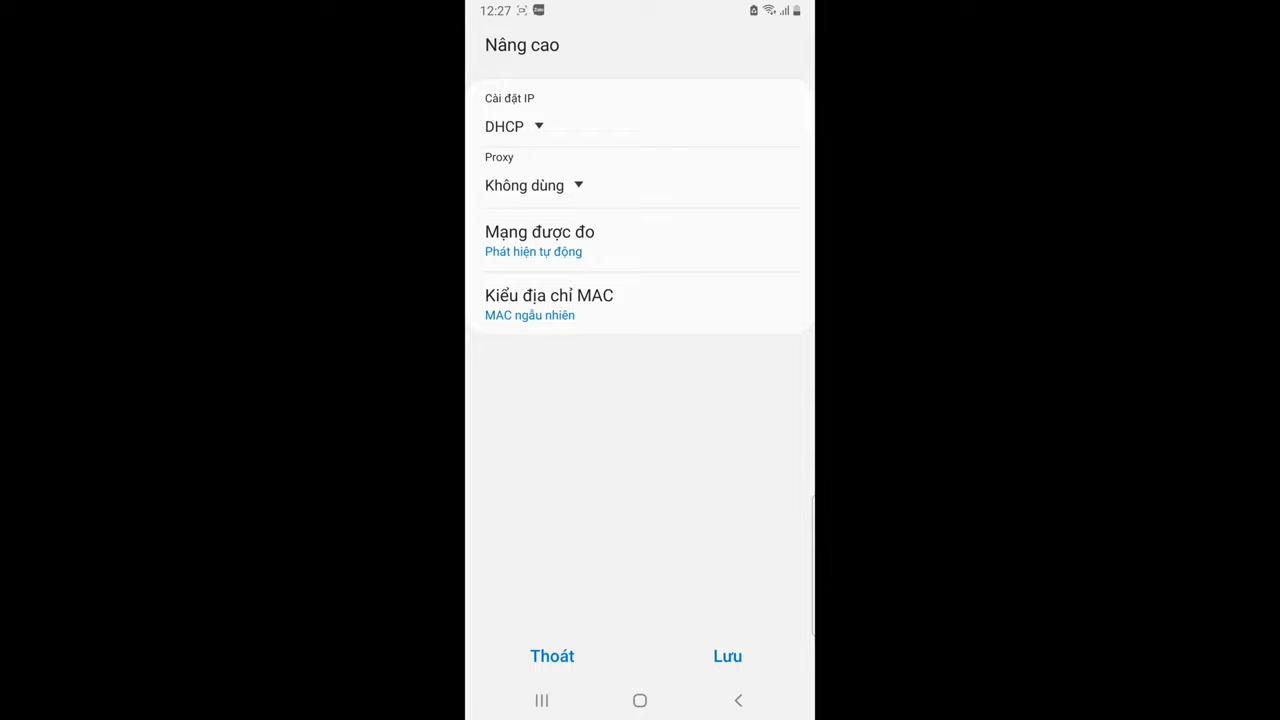 12:27
Nâng cao
Cài đặt IP
DHCP
Proxy
Không dùng
Mạng được đo
Phát hiện tự động
Kiểu địa chỉ MAC
MAC ngẫu nhiên
Thoát
Lưu